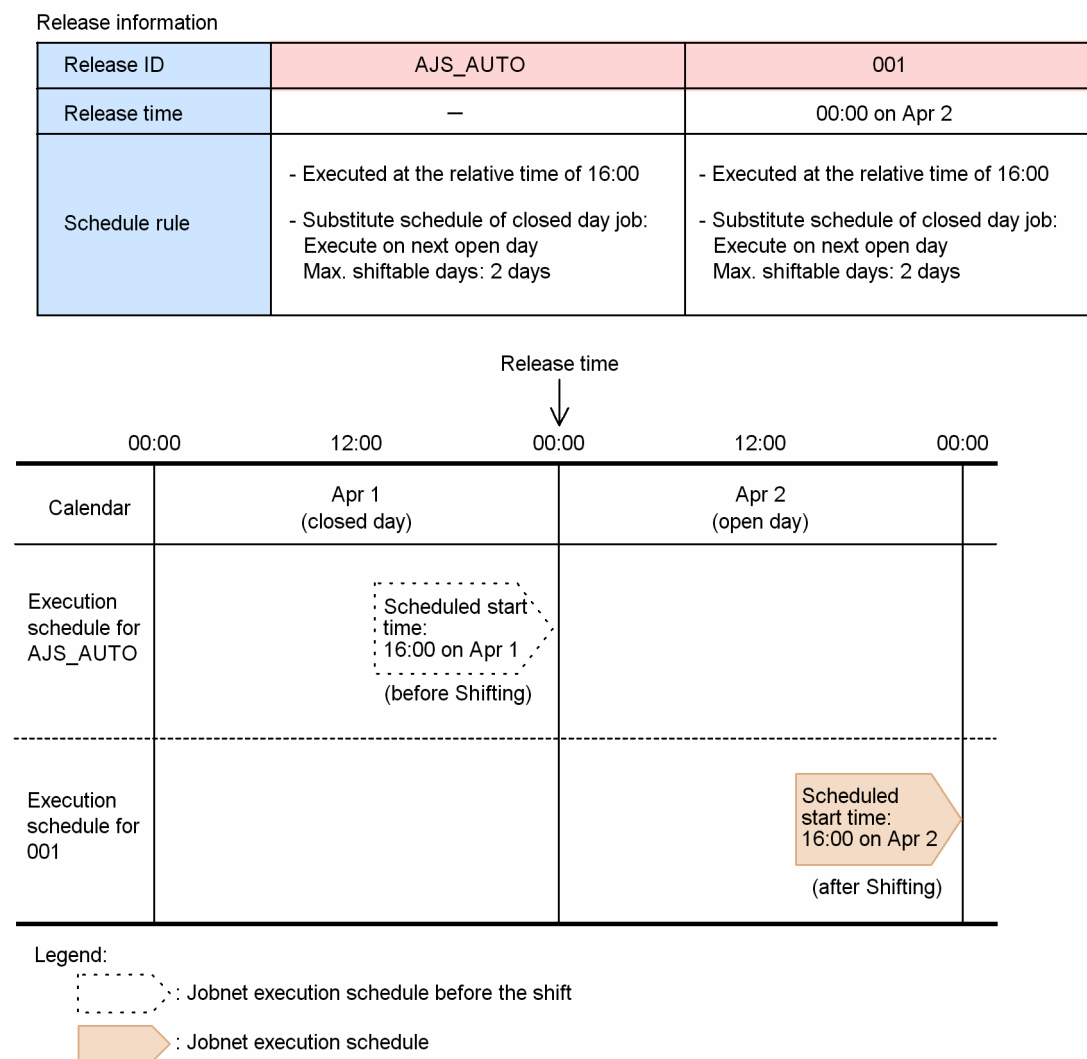 Release information
Release ID AJS_AUTO 001
Release time — 00:00 on Apr 2
Schedule rule
- Executed at the relative time of 16:00
- Substitute schedule of closed day job:
Execute on next open day
Max. shiftable days: 2 days
- Executed at the relative time of 16:00
- Substitute schedule of closed day job:
Execute on next open day
Max. shiftable days: 2 days
Release time
00:00 12:00 00:00 12:00 00:00
Calendar
Apr 1
(closed day)
Apr 2
(open day)
Execution
schedule for
AJS_AUTO
Scheduled start
time:
16:00 on Apr 1
(before Shifting)
Execution
schedule for
001
Scheduled
start time:
16:00 on Apr 2
(after Shifting)
Legend:
: Jobnet execution schedule before the shift
: Jobnet execution schedule